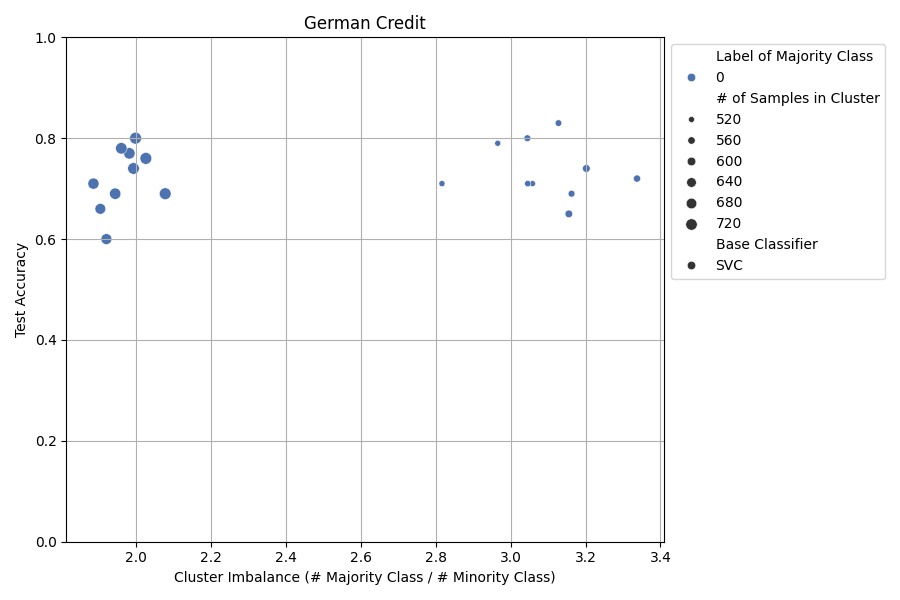 German Credit
1.0
0.8
0.6
0.4
0.2
0.0
Test Accuracy
2.0 2.2 2.4 2.6 2.8 3.0 3.2 3.4
Cluster Imbalance (# Majority Class / # Minority Class)
Label of Majority Class
0
# of Samples in Cluster
520
560
600
640
680
720
Base Classifier
SVC